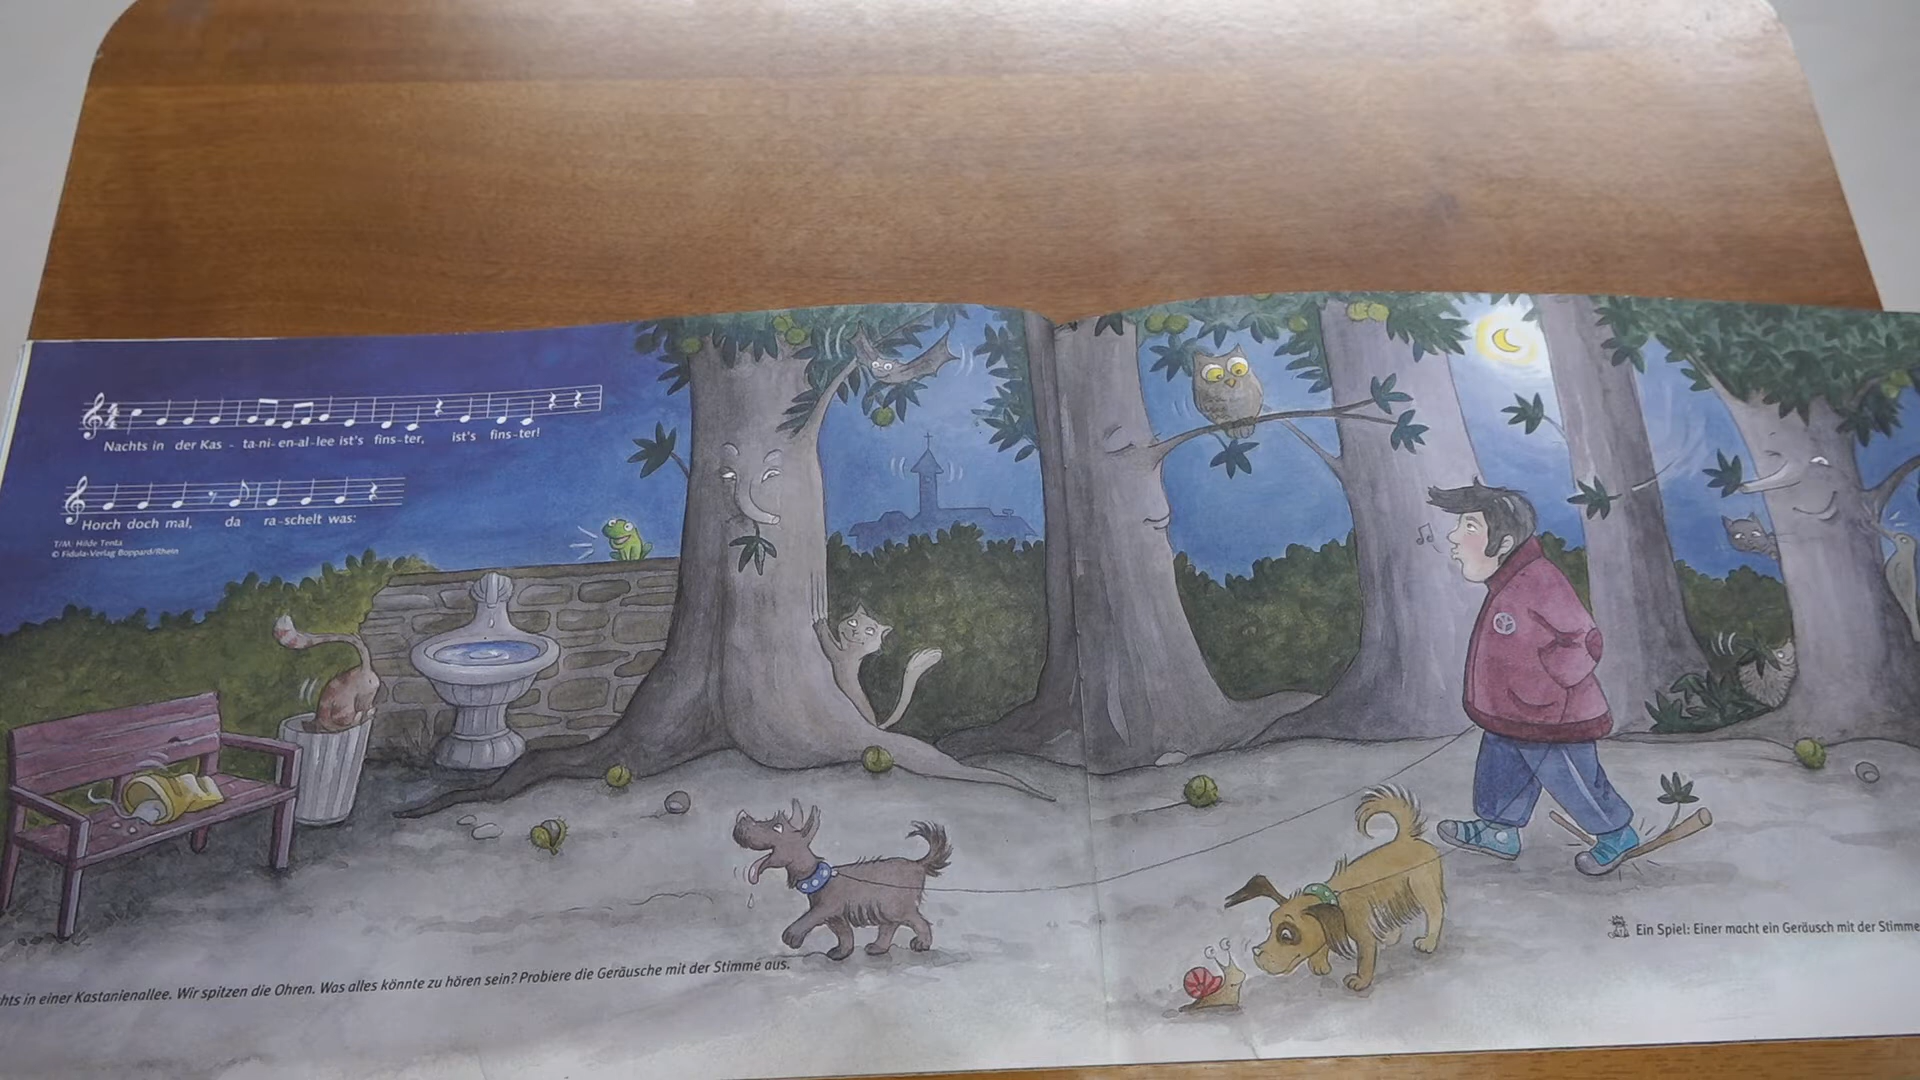 Nachts in der Kas - ta-ni-en-al-lee ist's fins-ter, ist's fins-ter!
Horch doch mal, da ra-schelt was:
T/M: Hilde Tenta
© Fidula-Verlag Boppard/Rhein
in einer Kastanienallee. Wir spitzen die Ohren. Was alles könnte zu hören sein? Probiere die Geräusche mit der Stimme aus.
Ein Spiel: Einer macht ein Geräusch mit der Stimme